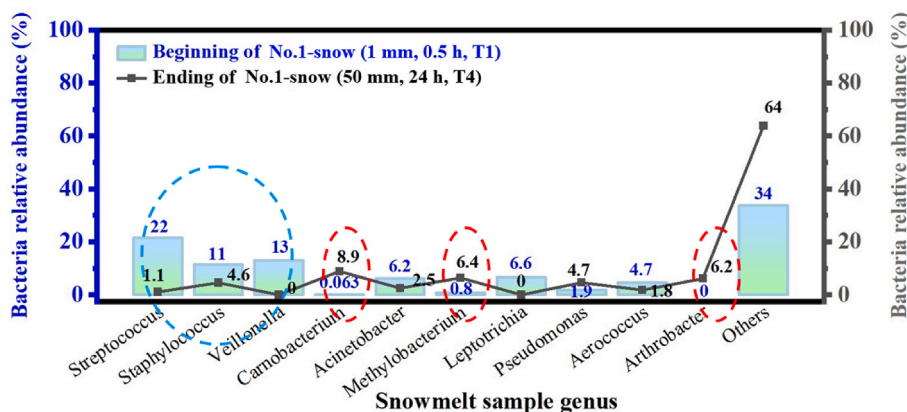 100
80
60
40
20
0
Bacteria relative abundance (%)
Beginning of No.1-snow (1 mm, 0.5 h, T1)
Ending of No.1-snow (50 mm, 24 h, T4)
22
11
13
0.063
6.2
0.8
6.6
1.9
4.7
0
34
1.1
4.6
0
8.9
2.5
6.4
0
4.7
1.8
6.2
64
100
80
60
40
20
0
Bacteria relative abundance (%)
Streptococcus
Staphylococcus
Veillonella
Carnobacterium
Acinetobacter
Methylobacterium
Leptotrichia
Pseudomonas
Aerococcus
Arthrobacter
Others
Snowmelt sample genus